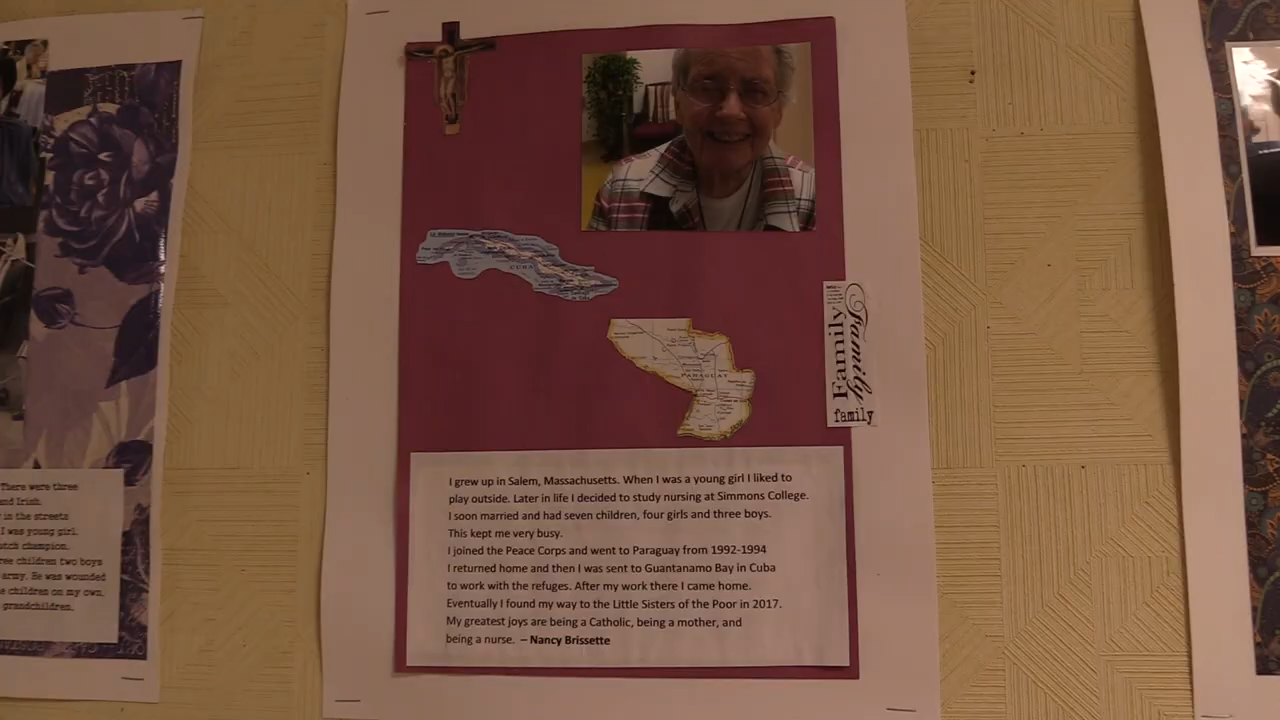 There were three
and Irish.
in the streets
I was young girl.
tch champion.
ree children two boys
army. He was wounded
e children on my own.
grandchildren.
CUBA
PARAGUAY
Family
Family
family
I grew up in Salem, Massachusetts. When I was a young girl I liked to
play outside. Later in life I decided to study nursing at Simmons College.
I soon married and had seven children, four girls and three boys.
This kept me very busy.
I joined the Peace Corps and went to Paraguay from 1992-1994
I returned home and then I was sent to Guantanamo Bay in Cuba
to work with the refuges. After my work there I came home.
Eventually I found my way to the Little Sisters of the Poor in 2017.
My greatest joys are being a Catholic, being a mother, and
being a nurse. – Nancy Brissette